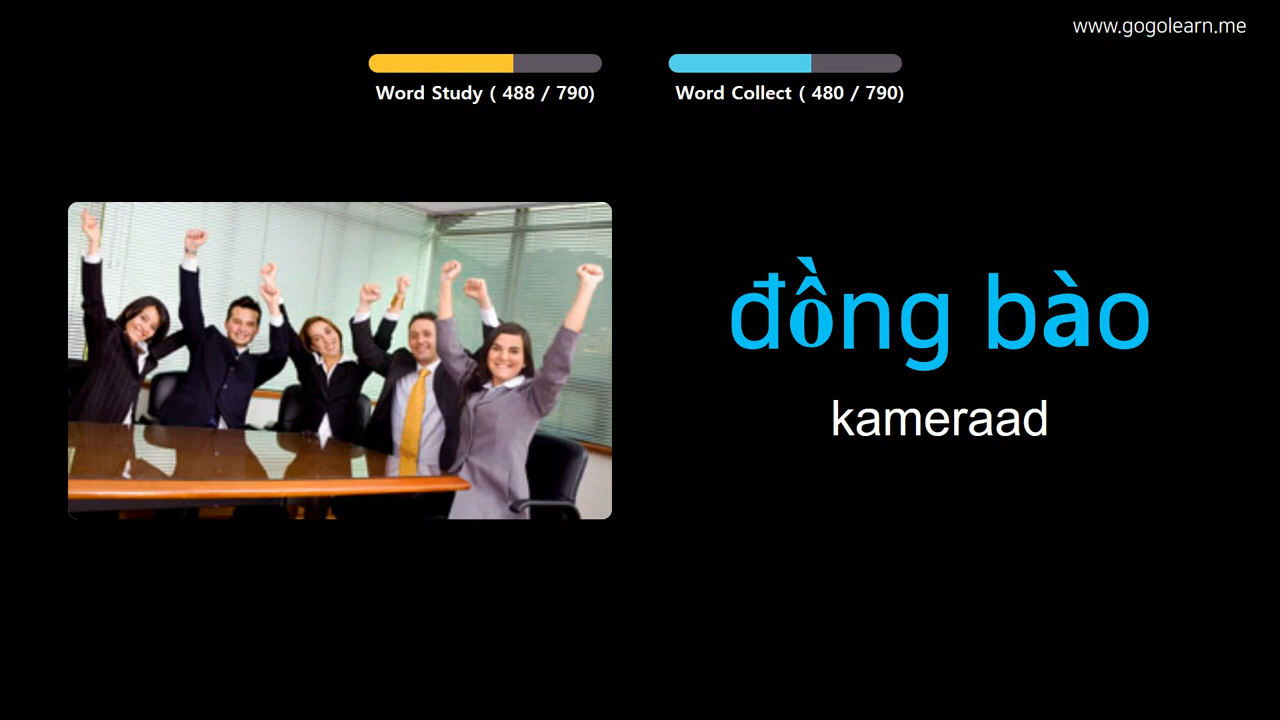 www.gogolearn.me
Word Study ( 488 / 790)
Word Collect ( 480 / 790)
đồng bào
kameraad